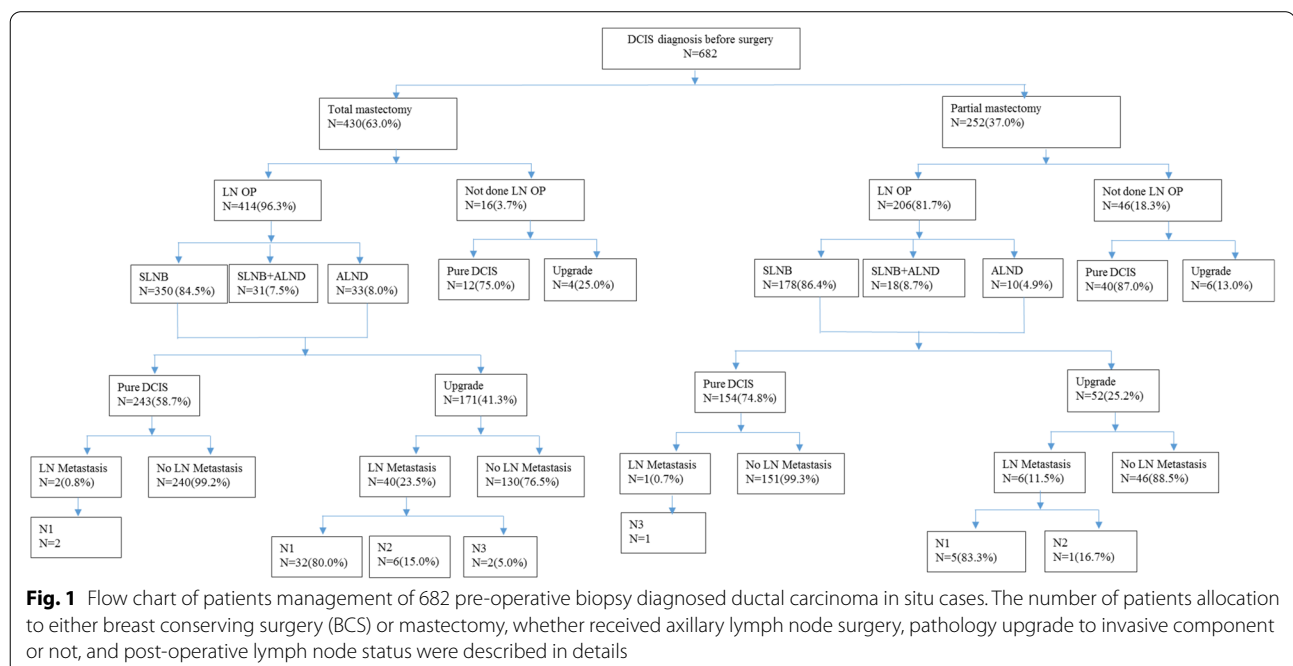 DCIS diagnosis before surgery
N=682
Total mastectomy
N=430(63.0%)
Partial mastectomy
N=252(37.0%)
LN OP
N=414(96.3%)
Not done LN OP
N=16(3.7%)
LN OP
N=206(81.7%)
Not done LN OP
N=46(18.3%)
SLNB
N=350(84.5%)
SLNB+ALND
N=31(7.5%)
ALND
N=33(8.0%)
Pure DCIS
N=12(75.0%)
Upgrade
N=4(25.0%)
SLNB
N=178(86.4%)
SLNB+ALND
N=18(8.7%)
ALND
N=10(4.9%)
Pure DCIS
N=40(87.0%)
Upgrade
N=6(13.0%)
Pure DCIS
N=243(58.7%)
Upgrade
N=171(41.3%)
Pure DCIS
N=154(74.8%)
Upgrade
N=52(25.2%)
LN Metastasis
N=2(0.8%)
No LN Metastasis
N=240(99.2%)
LN Metastasis
N=40(23.5%)
No LN Metastasis
N=130(76.5%)
LN Metastasis
N=1(0.7%)
No LN Metastasis
N=151(99.3%)
LN Metastasis
N=6(11.5%)
No LN Metastasis
N=46(88.5%)
N1
N=2
N1
N=32(80.0%)
N2
N=6(15.0%)
N3
N=2(5.0%)
N3
N=1
N1
N=5(83.3%)
N2
N=1(16.7%)
Fig. 1 Flow chart of patients management of 682 pre-operative biopsy diagnosed ductal carcinoma in situ cases. The number of patients allocation
to either breast conserving surgery (BCS) or mastectomy, whether received axillary lymph node surgery, pathology upgrade to invasive component
or not, and post-operative lymph node status were described in details